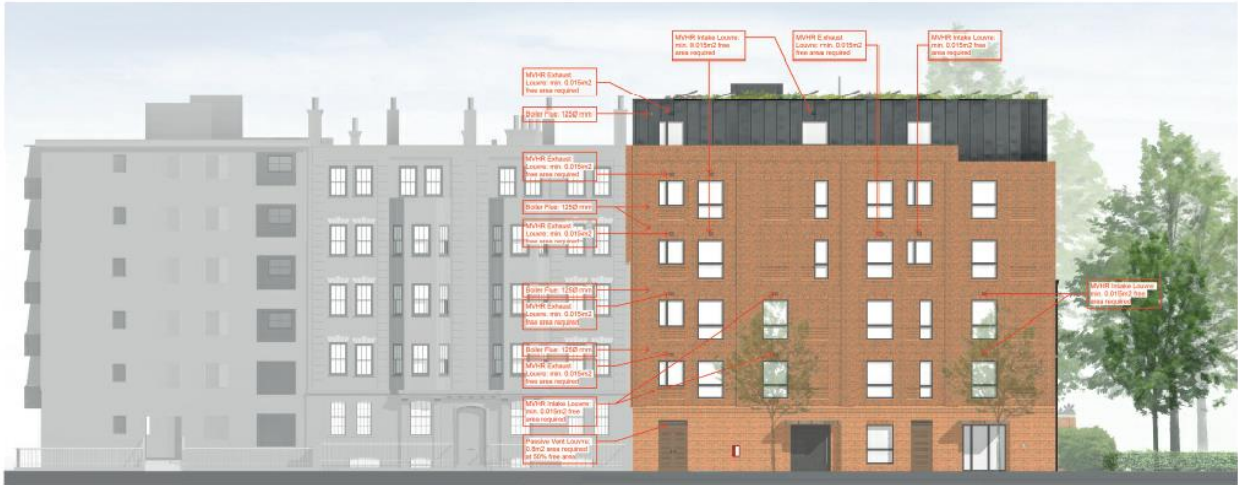 MVHR Intake Louvre:
min. 0.015m2 free
area required
MVHR Exhaust
Louvre: min. 0.015m2
free area required
MVHR Intake Louvre:
min. 0.015m2 free
area required
MVHR Exhaust
Louvre: min. 0.015m2
free area required
Boiler Flue: 125Ø mm
MVHR Exhaust
Louvre: min. 0.015m2
free area required
Boiler Flue: 125Ø mm
MVHR Exhaust
Louvre: min. 0.015m2
free area required
Boiler Flue: 125Ø mm
MVHR Exhaust
Louvre: min. 0.015m2
free area required
MVHR Intake Louvre:
min. 0.015m2 free
area required
Boiler Flue: 125Ø mm
MVHR Exhaust
Louvre: min. 0.015m2
free area required
MVHR Intake Louvre:
min. 0.015m2 free
area required
Passive Vent Louvre:
0.8m2 area required
at 50% free area